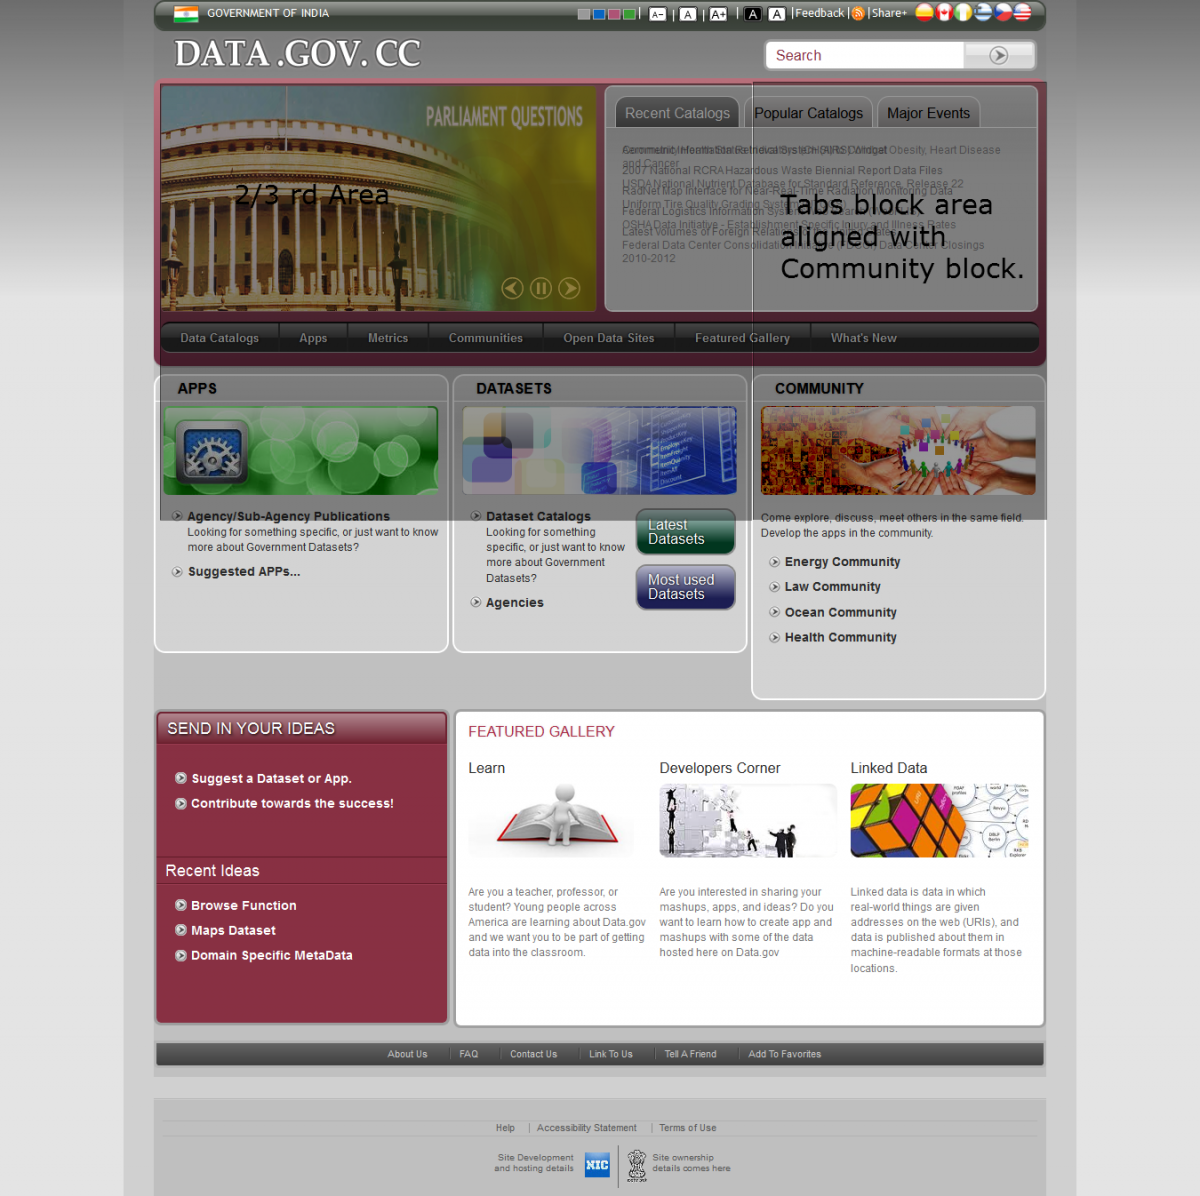 GOVERNMENT OF INDIA
A- | A | A+ | A A |Feedback | Share+
DATA .GOV. CC
Search
PARLIAMENT QUESTIONS
2/3 rd Area
Recent Catalogs Popular Catalogs Major Events
Obesity, Heart Disease
and Cancer
2007 National RCRA Hazardous Waste Biennial Report Data Files
USDA National Nutrient Database for Standard Reference, Release 22
RadNet Map Interface for Near-Real-Time Radiation Monitoring Data
Uniform Tire Quality Grading System
Federal Logistics Information System
OSHA Data Initiative - Establishment Specific Injury and Illness Rates
Latest Volumes of Foreign Relations
Federal Data Center Consolidation Initiative (FDCCI) Data Center Closings
2010-2012
Tabs block area
aligned with
Community block.
Data Catalogs Apps Metrics Communities Open Data Sites Featured Gallery What's New
APPS
Agency/Sub-Agency Publications
Looking for something specific, or just want to know
more about Government Datasets?
Suggested APPs...
DATASETS
Dataset Catalogs
Looking for something
specific, or just want to know
more about Government
Datasets?
Agencies
Latest
Datasets
Most used
Datasets
COMMUNITY
Come explore, discuss, meet others in the same field.
Develop the apps in the community.
Energy Community
Law Community
Ocean Community
Health Community
SEND IN YOUR IDEAS
Suggest a Dataset or App.
Contribute towards the success!
Recent Ideas
Browse Function
Maps Dataset
Domain Specific MetaData
FEATURED GALLERY
Learn
Are you a teacher, professor, or
student? Young people across
America are learning about Data.gov
and we want you to be part of getting
data into the classroom.
Developers Corner
Are you interested in sharing your
mashups, apps, and ideas? Do you
want to learn how to create app and
mashups with some of the data
hosted here on Data.gov
Linked Data
Linked data is data in which
real-world things are given
addresses on the web (URIs), and
data is published about them in
machine-readable formats at those
locations.
About Us FAQ Contact Us Link To Us Tell A Friend Add To Favorites
Help | Accessibility Statement | Terms of Use
Site Development
and hosting details
NIC
Site ownership
details comes here